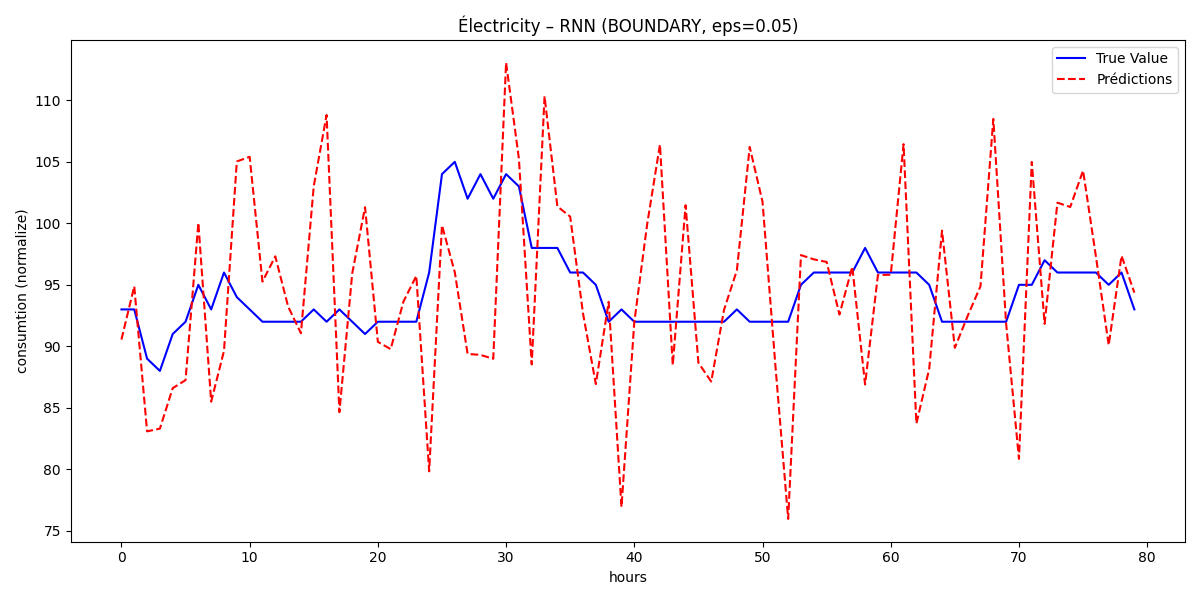 Électricity – RNN (BOUNDARY, eps=0.05)
True Value
Prédictions
consumtion (normalize)
110
105
100
95
90
85
80
75
0 10 20 30 40 50 60 70 80
hours